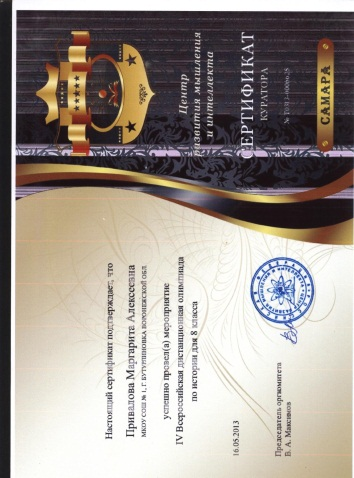 Центр
развития мышления
и интеллекта
СЕРТИФИКАТ
КУРАТОРА
САМАРА
Настоящий сертификат подтверждает, что
Привалова Маргарита Алексеевна
МКОУ СОШ № 1, Г. БУТУРЛИНОВКА ВОРОНЕЖСКОЙ ОБЛ
успешно провел(а) мероприятие
IV Всероссийская дистанционная олимпиада
по истории для 8 класса
16.05.2013
Председатель оргкомитета
В. А. Максимов